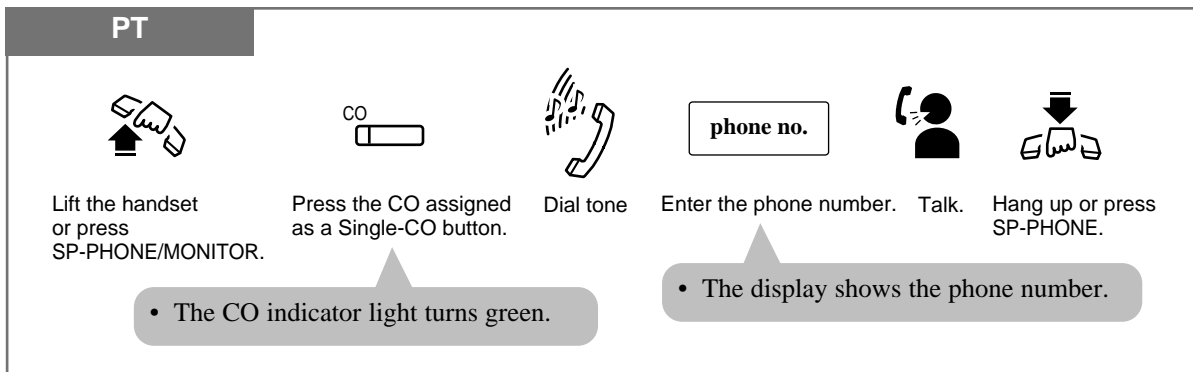 PT
CO
phone no.
Lift the handset
or press
SP-PHONE/MONITOR.
Press the CO assigned
as a Single-CO button.
Dial tone
Enter the phone number.
Talk.
Hang up or press
SP-PHONE.
• The CO indicator light turns green.
• The display shows the phone number.